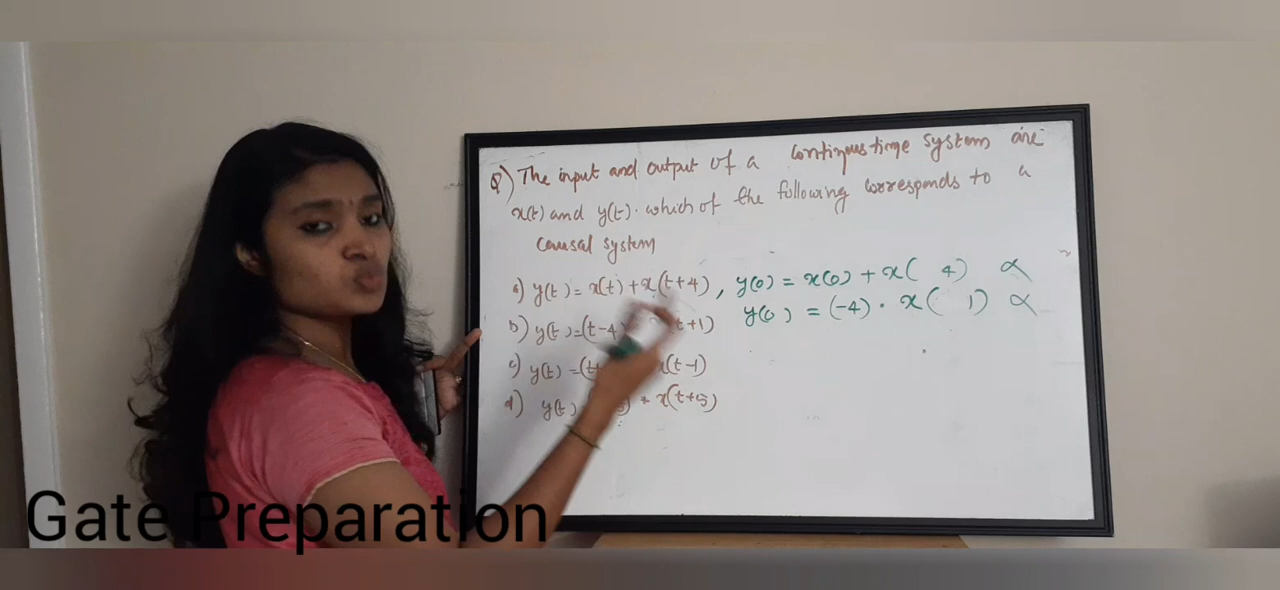 Q) The input and output of a continous time system are
x(t) and y(t). which of the following corresponds to a
causal system
a) y(t) = x(t) + x(t+4), y(0) = x(0) + x( 4) ∝
b) y(t) = (t-4) (t+1) y(0) = (-4) · x( 1) ∝
c) y(t) = (t x(t-1)
d) y(t) + x(t+5)
Gate Preparation